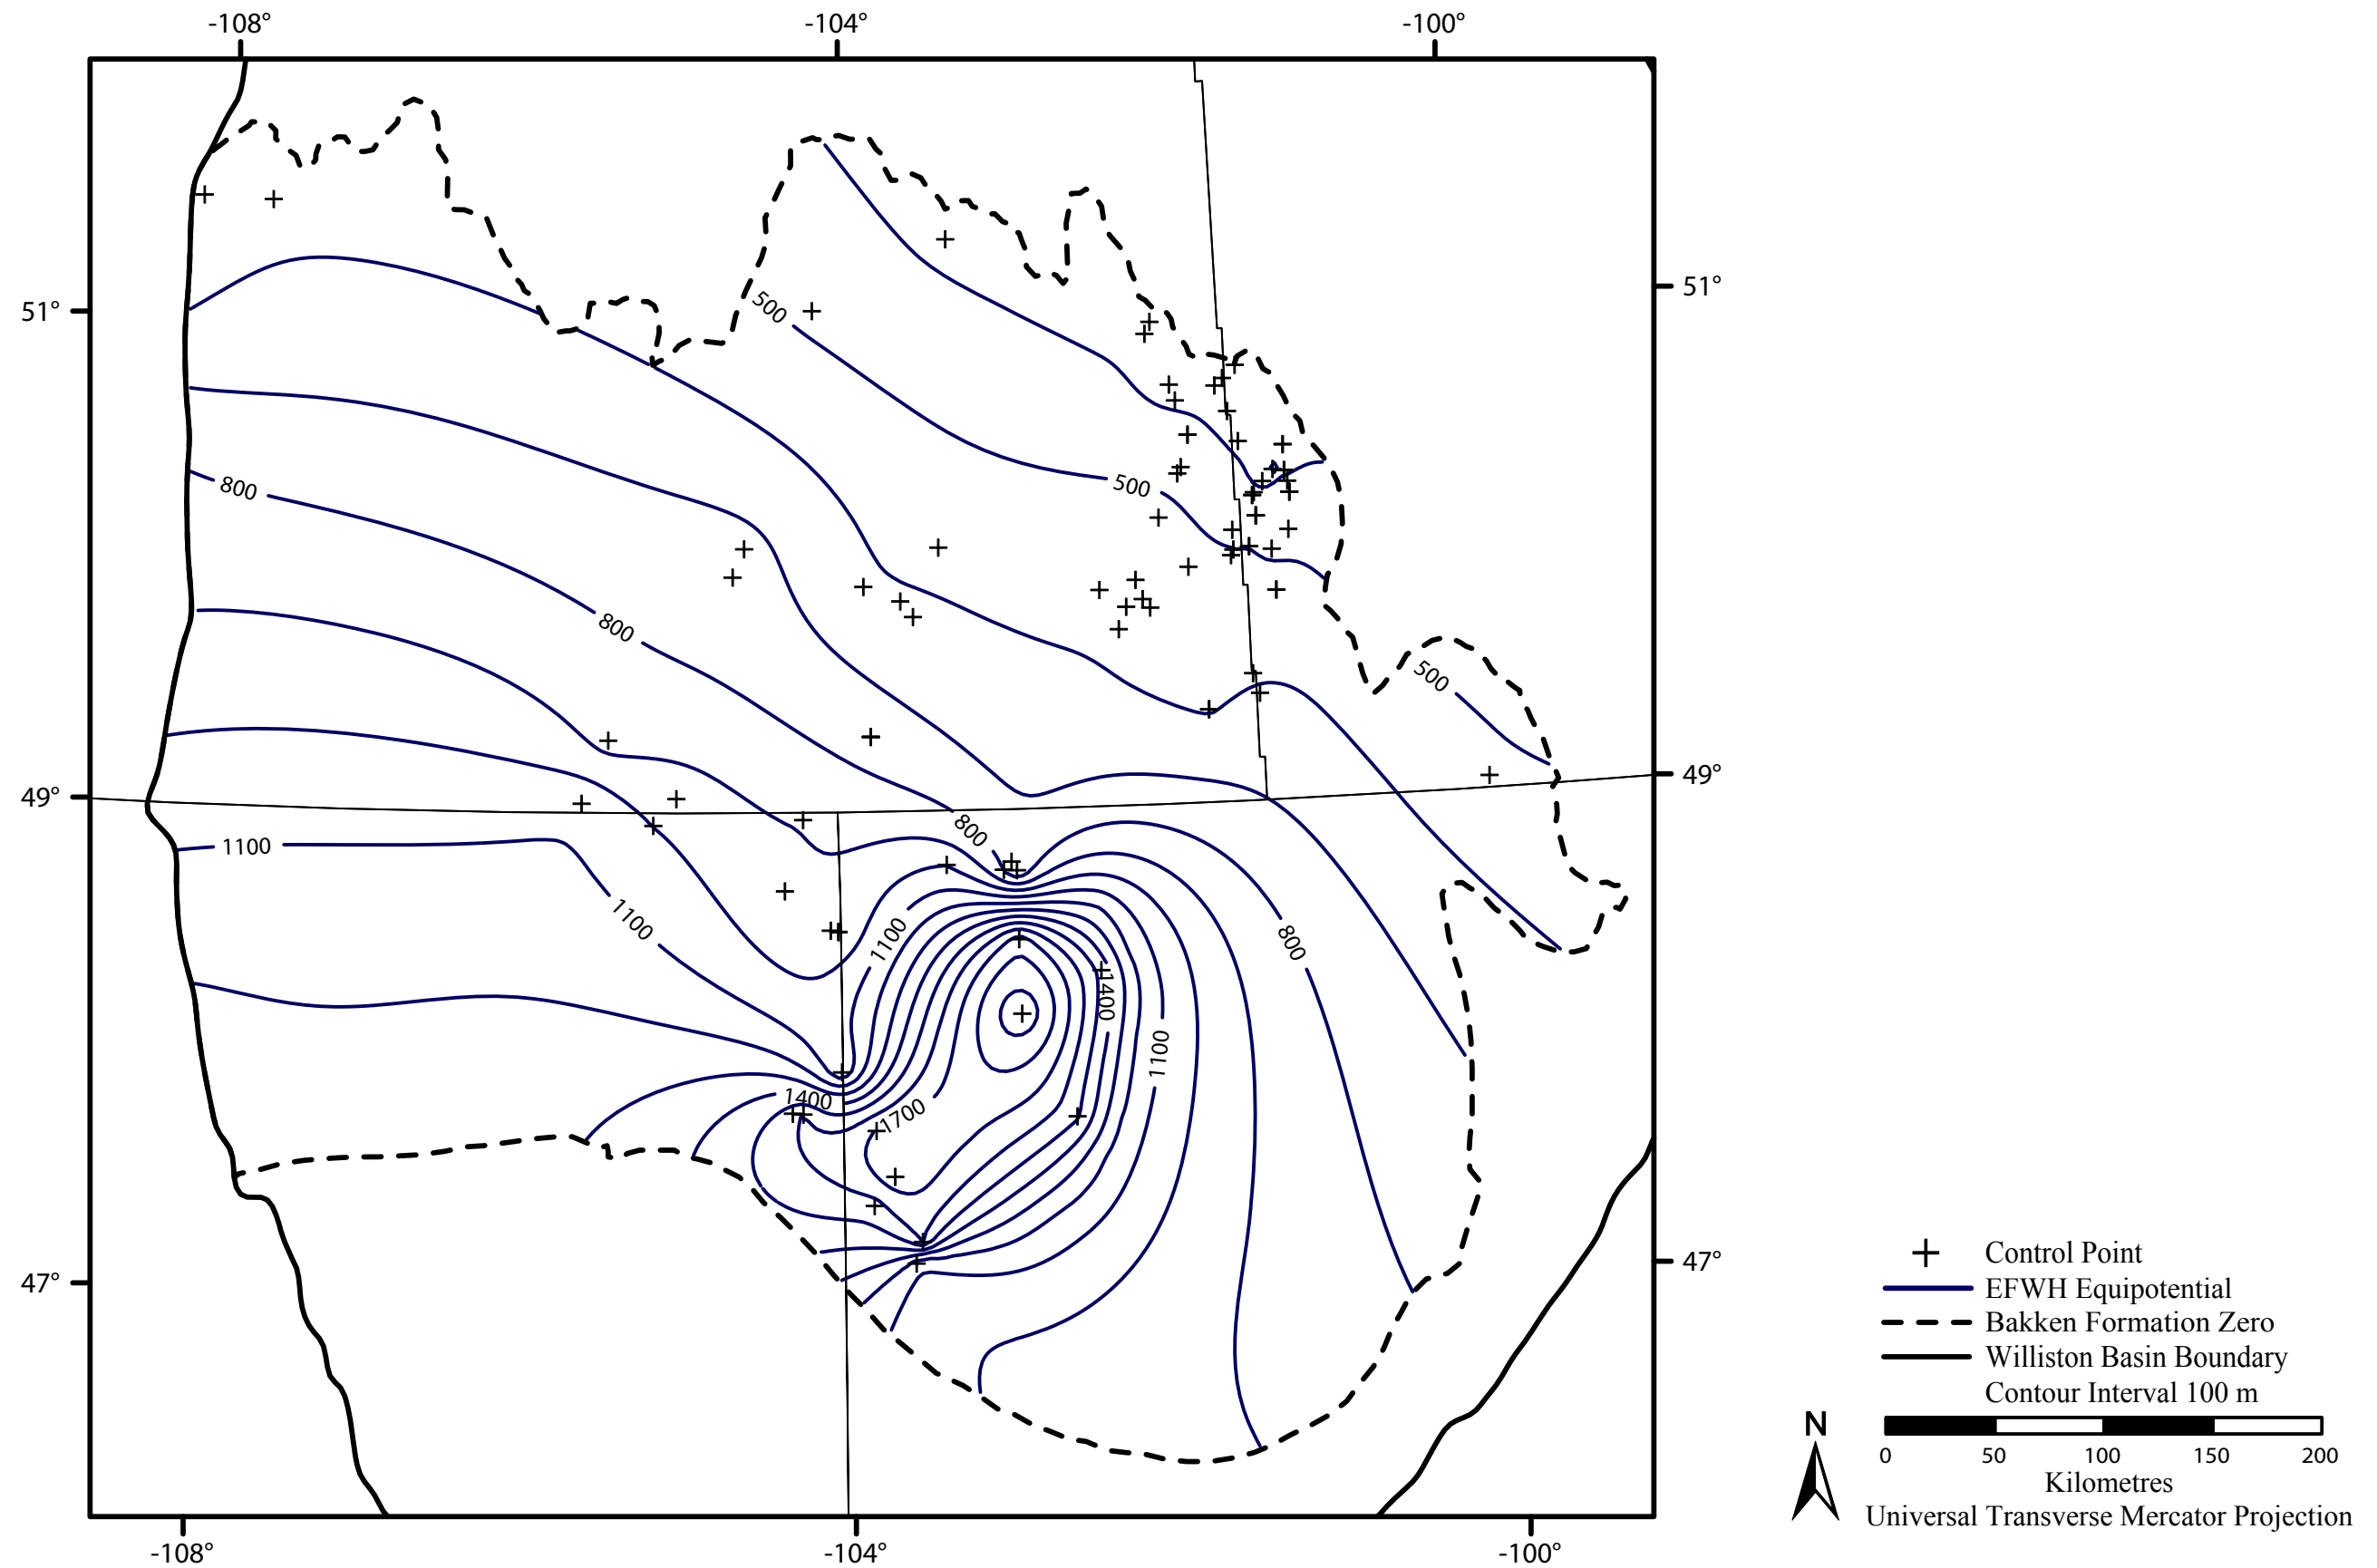 -108°
-104°
-100°
51°
500
51°
800
500
800
500
49°
49°
800
1100
1100
1100
800
1400
1100
1400
1700
47°
47°
-108°
-104°
-100°
Control Point
EFWH Equipotential
Bakken Formation Zero
Williston Basin Boundary
Contour Interval 100 m
N
0 50 100 150 200
Kilometres
Universal Transverse Mercator Projection